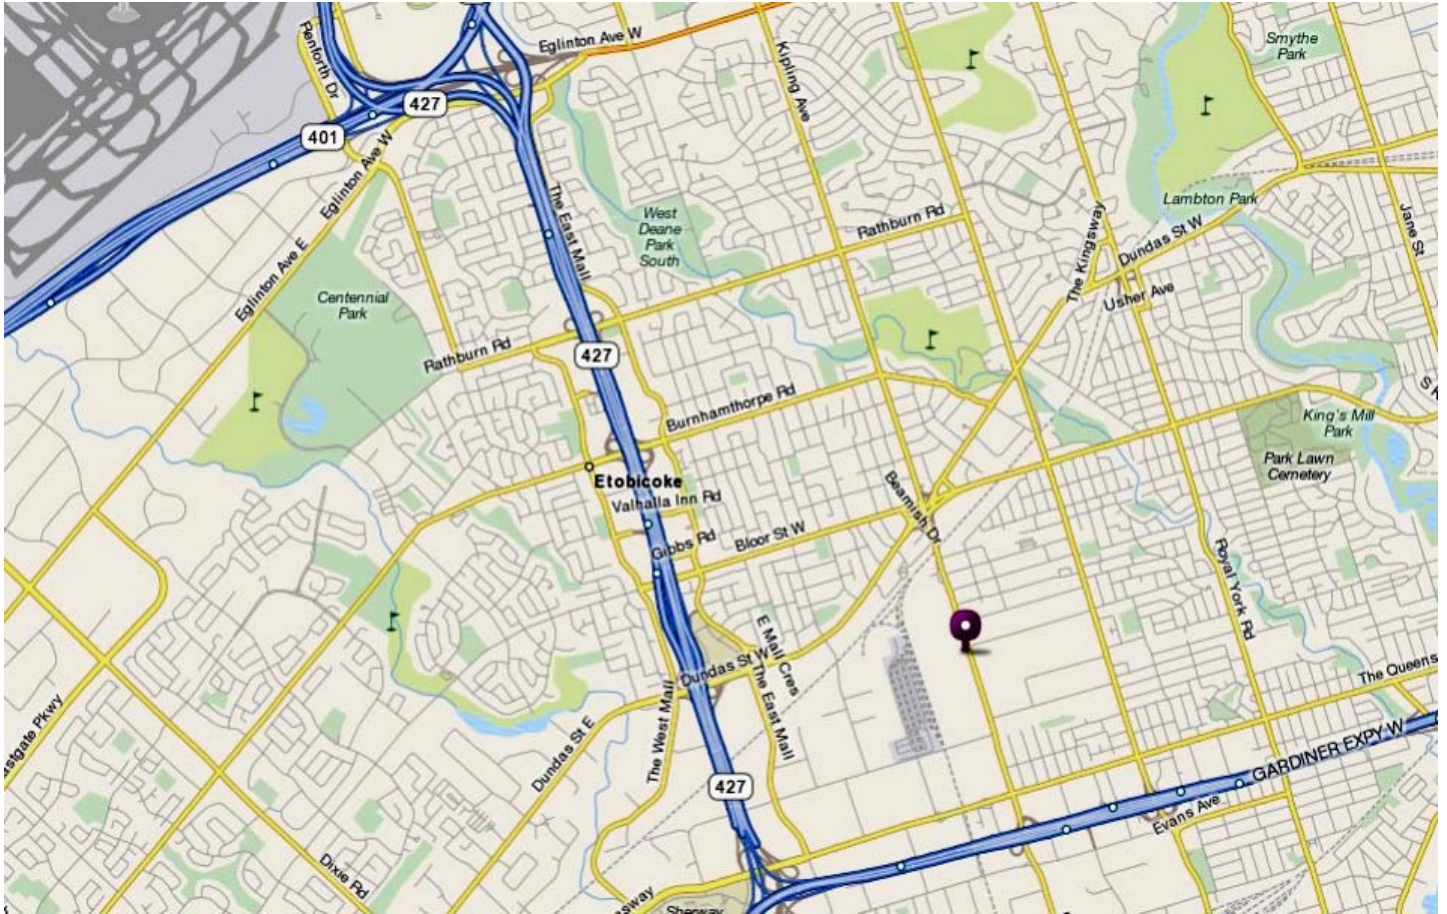 Smythe
Park
Renforth Dr
Eglinton Ave W
Kipling Ave
427
401
Eglinton Ave W
The East Mall
West
Deane
Park
South
Rathburn Rd
Lambton Park
The Kingsway
Dundas St W
Jane St
Eglinton Ave E
Centennial
Park
Usher Ave
Rathburn Rd
427
Burnhamthorpe Rd
King's Mill
Park
Park Lawn
Cemetery
Etobicoke
Valhalla Inn Rd
Beamish Dr
Gibbs Rd
Bloor St W
Royal York Rd
E Mall Cres
Dundas St W
The East Mall
The Queens
The West Mall
Dundas St E
astgate Pkwy
427
GARDINER EXPY W
Evans Ave
Dixie Rd
asway
Sherway